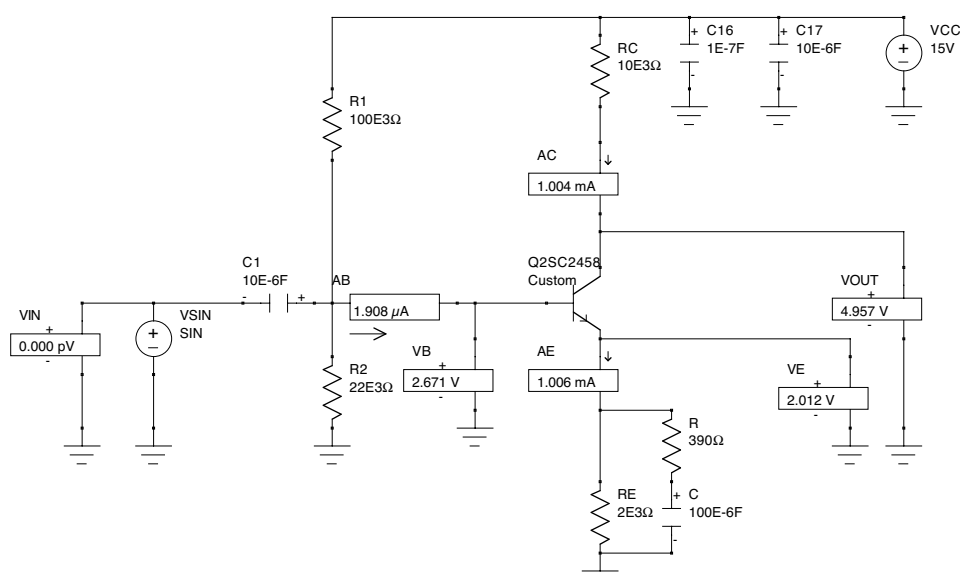 C16
1E-7F
C17
10E-6F
VCC
15V
RC
10E3Ω
R1
100E3Ω
AC
1.004 mA
C1
10E-6F
AB
1.908 µA
Q2SC2458
Custom
VOUT
4.957 V
VIN
0.000 pV
VSIN
SIN
VB
2.671 V
AE
1.006 mA
VE
2.012 V
R2
22E3Ω
R
390Ω
RE
2E3Ω
C
100E-6F